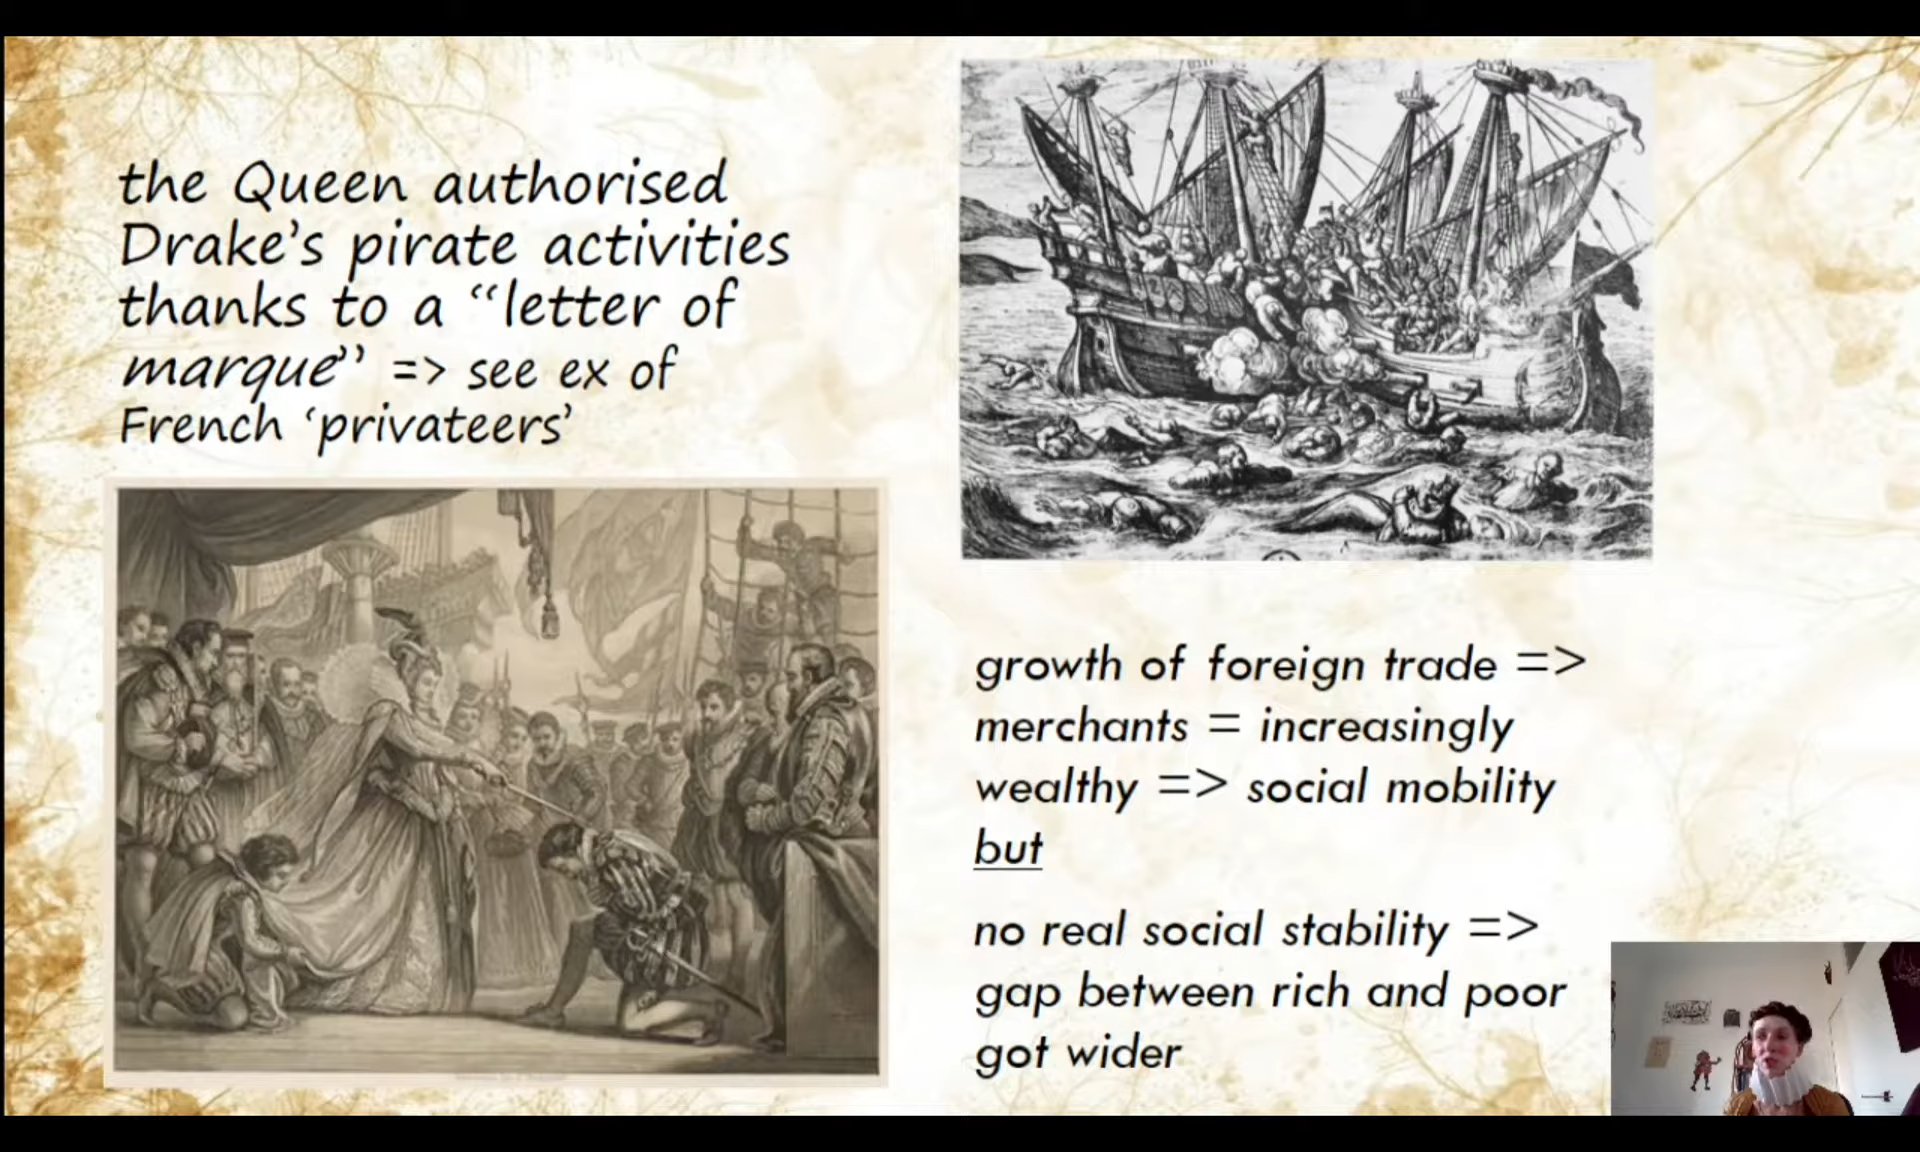 the Queen authorised
Drake’s pirate activities
thanks to a “letter of
marque” => see ex of
French ‘privateers’
growth of foreign trade =>
merchants = increasingly
wealthy => social mobility
but
no real social stability =>
gap between rich and poor
got wider